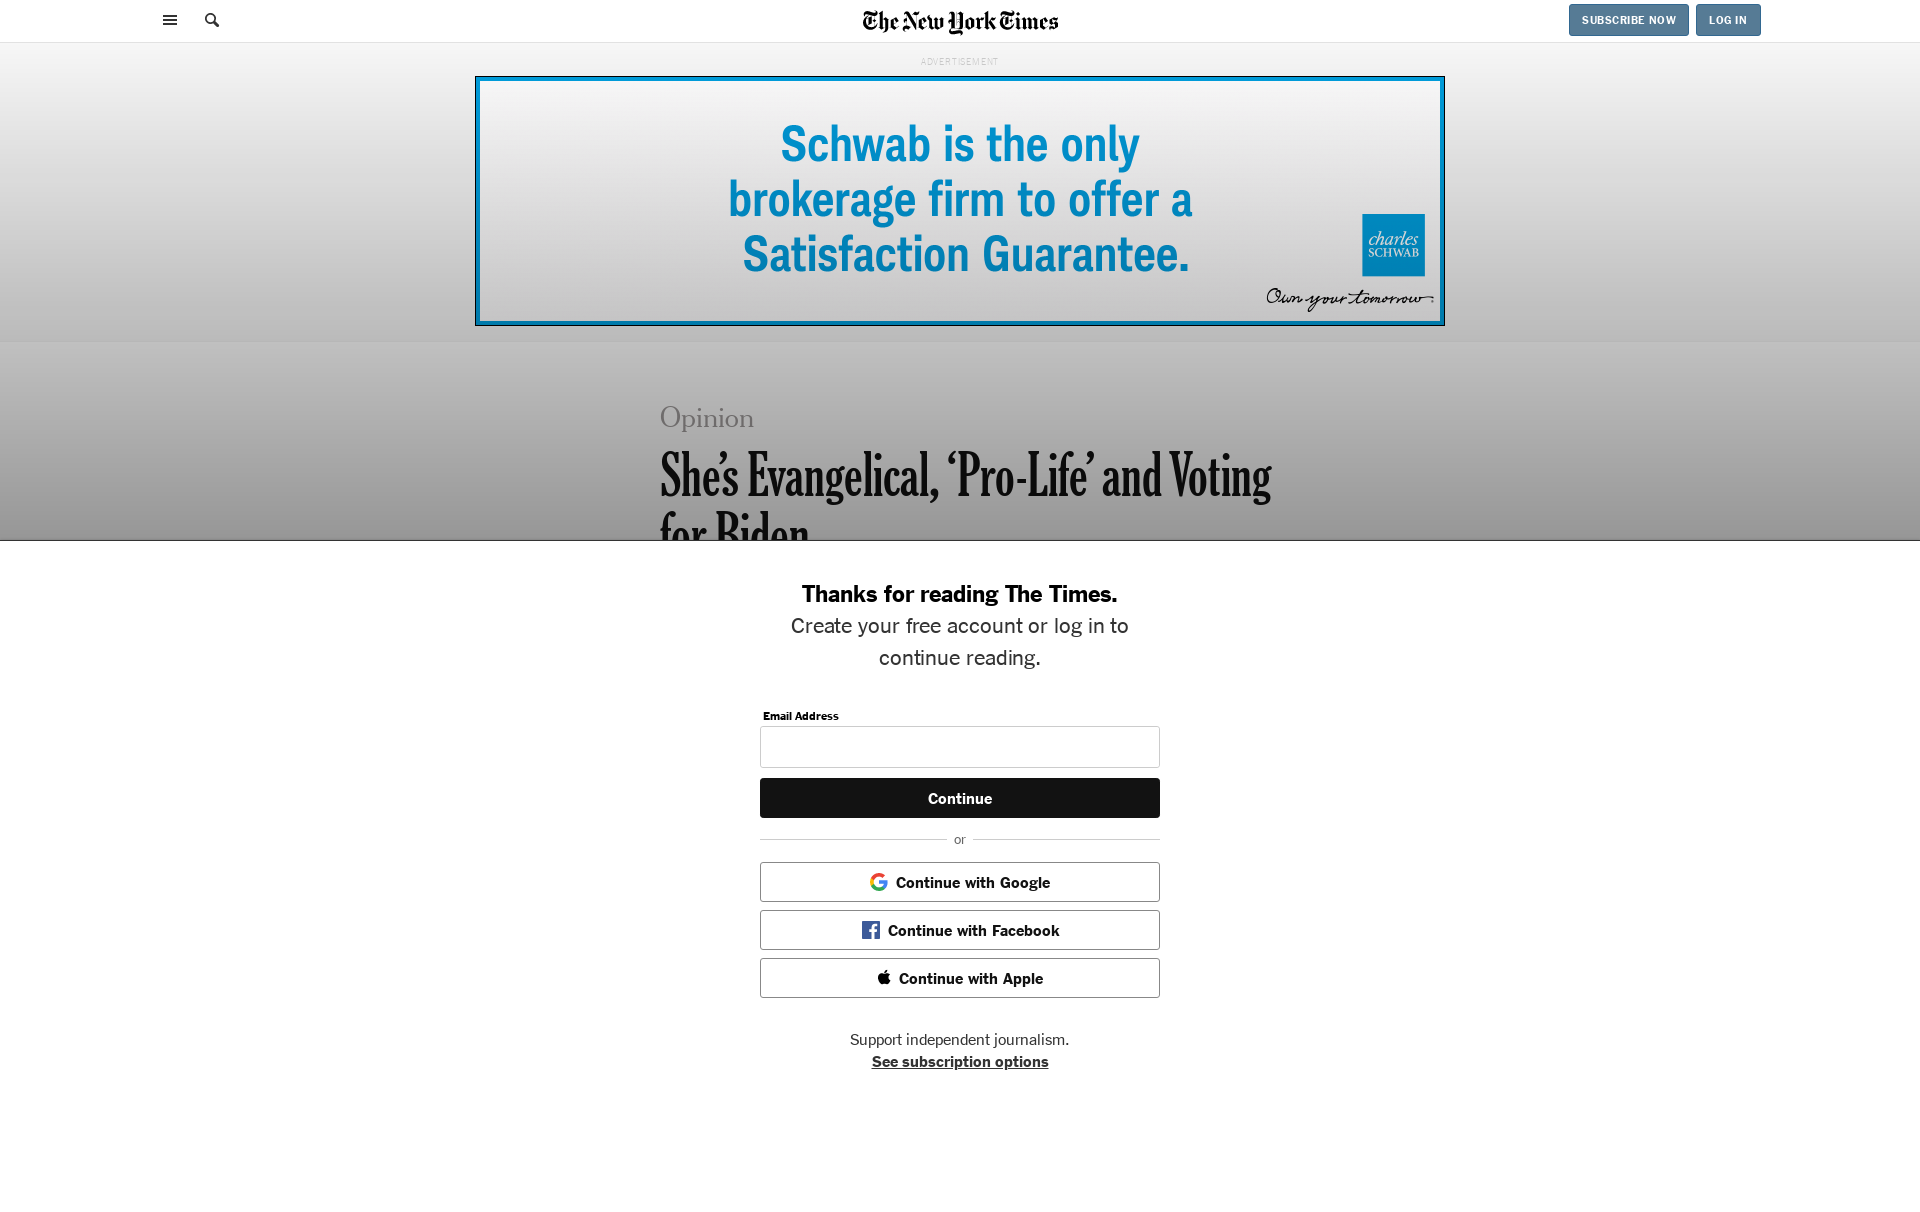 The New York Times
SUBSCRIBE NOW
LOG IN
ADVERTISEMENT
Schwab is the only
brokerage firm to offer a
Satisfaction Guarantee.
charles
SCHWAB
Own your tomorrow
Opinion
She’s Evangelical, ‘Pro-Life’ and Voting
for Biden
Thanks for reading The Times.
Create your free account or log in to
continue reading.
Email Address
Continue
or
Continue with Google
Continue with Facebook
Continue with Apple
Support independent journalism.
See subscription options